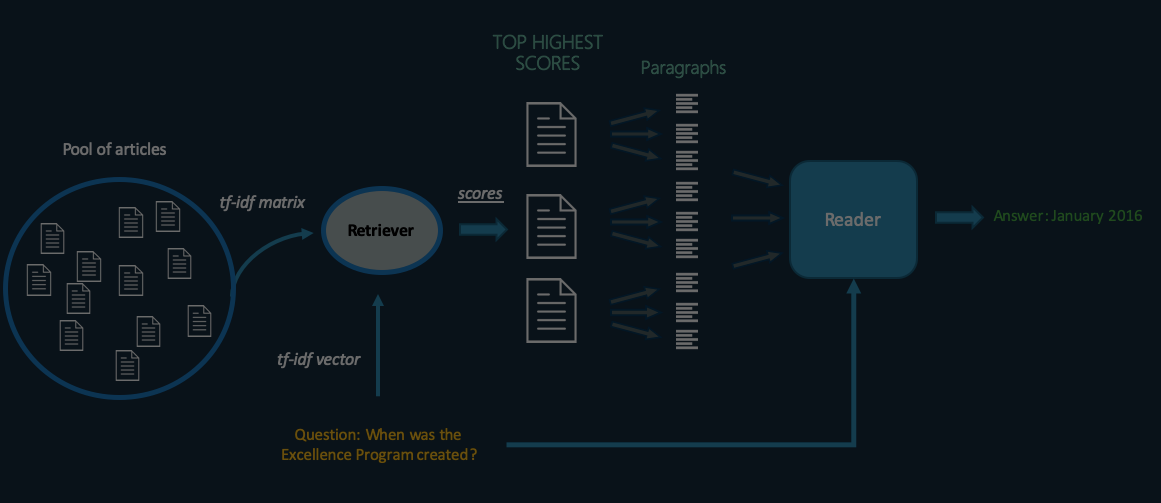 TOP HIGHEST
SCORES
Paragraphs
Pool of articles
tf-idf matrix
scores
Retriever
Reader
Answer: January 2016
tf-idf vector
Question: When was the
Excellence Program created?